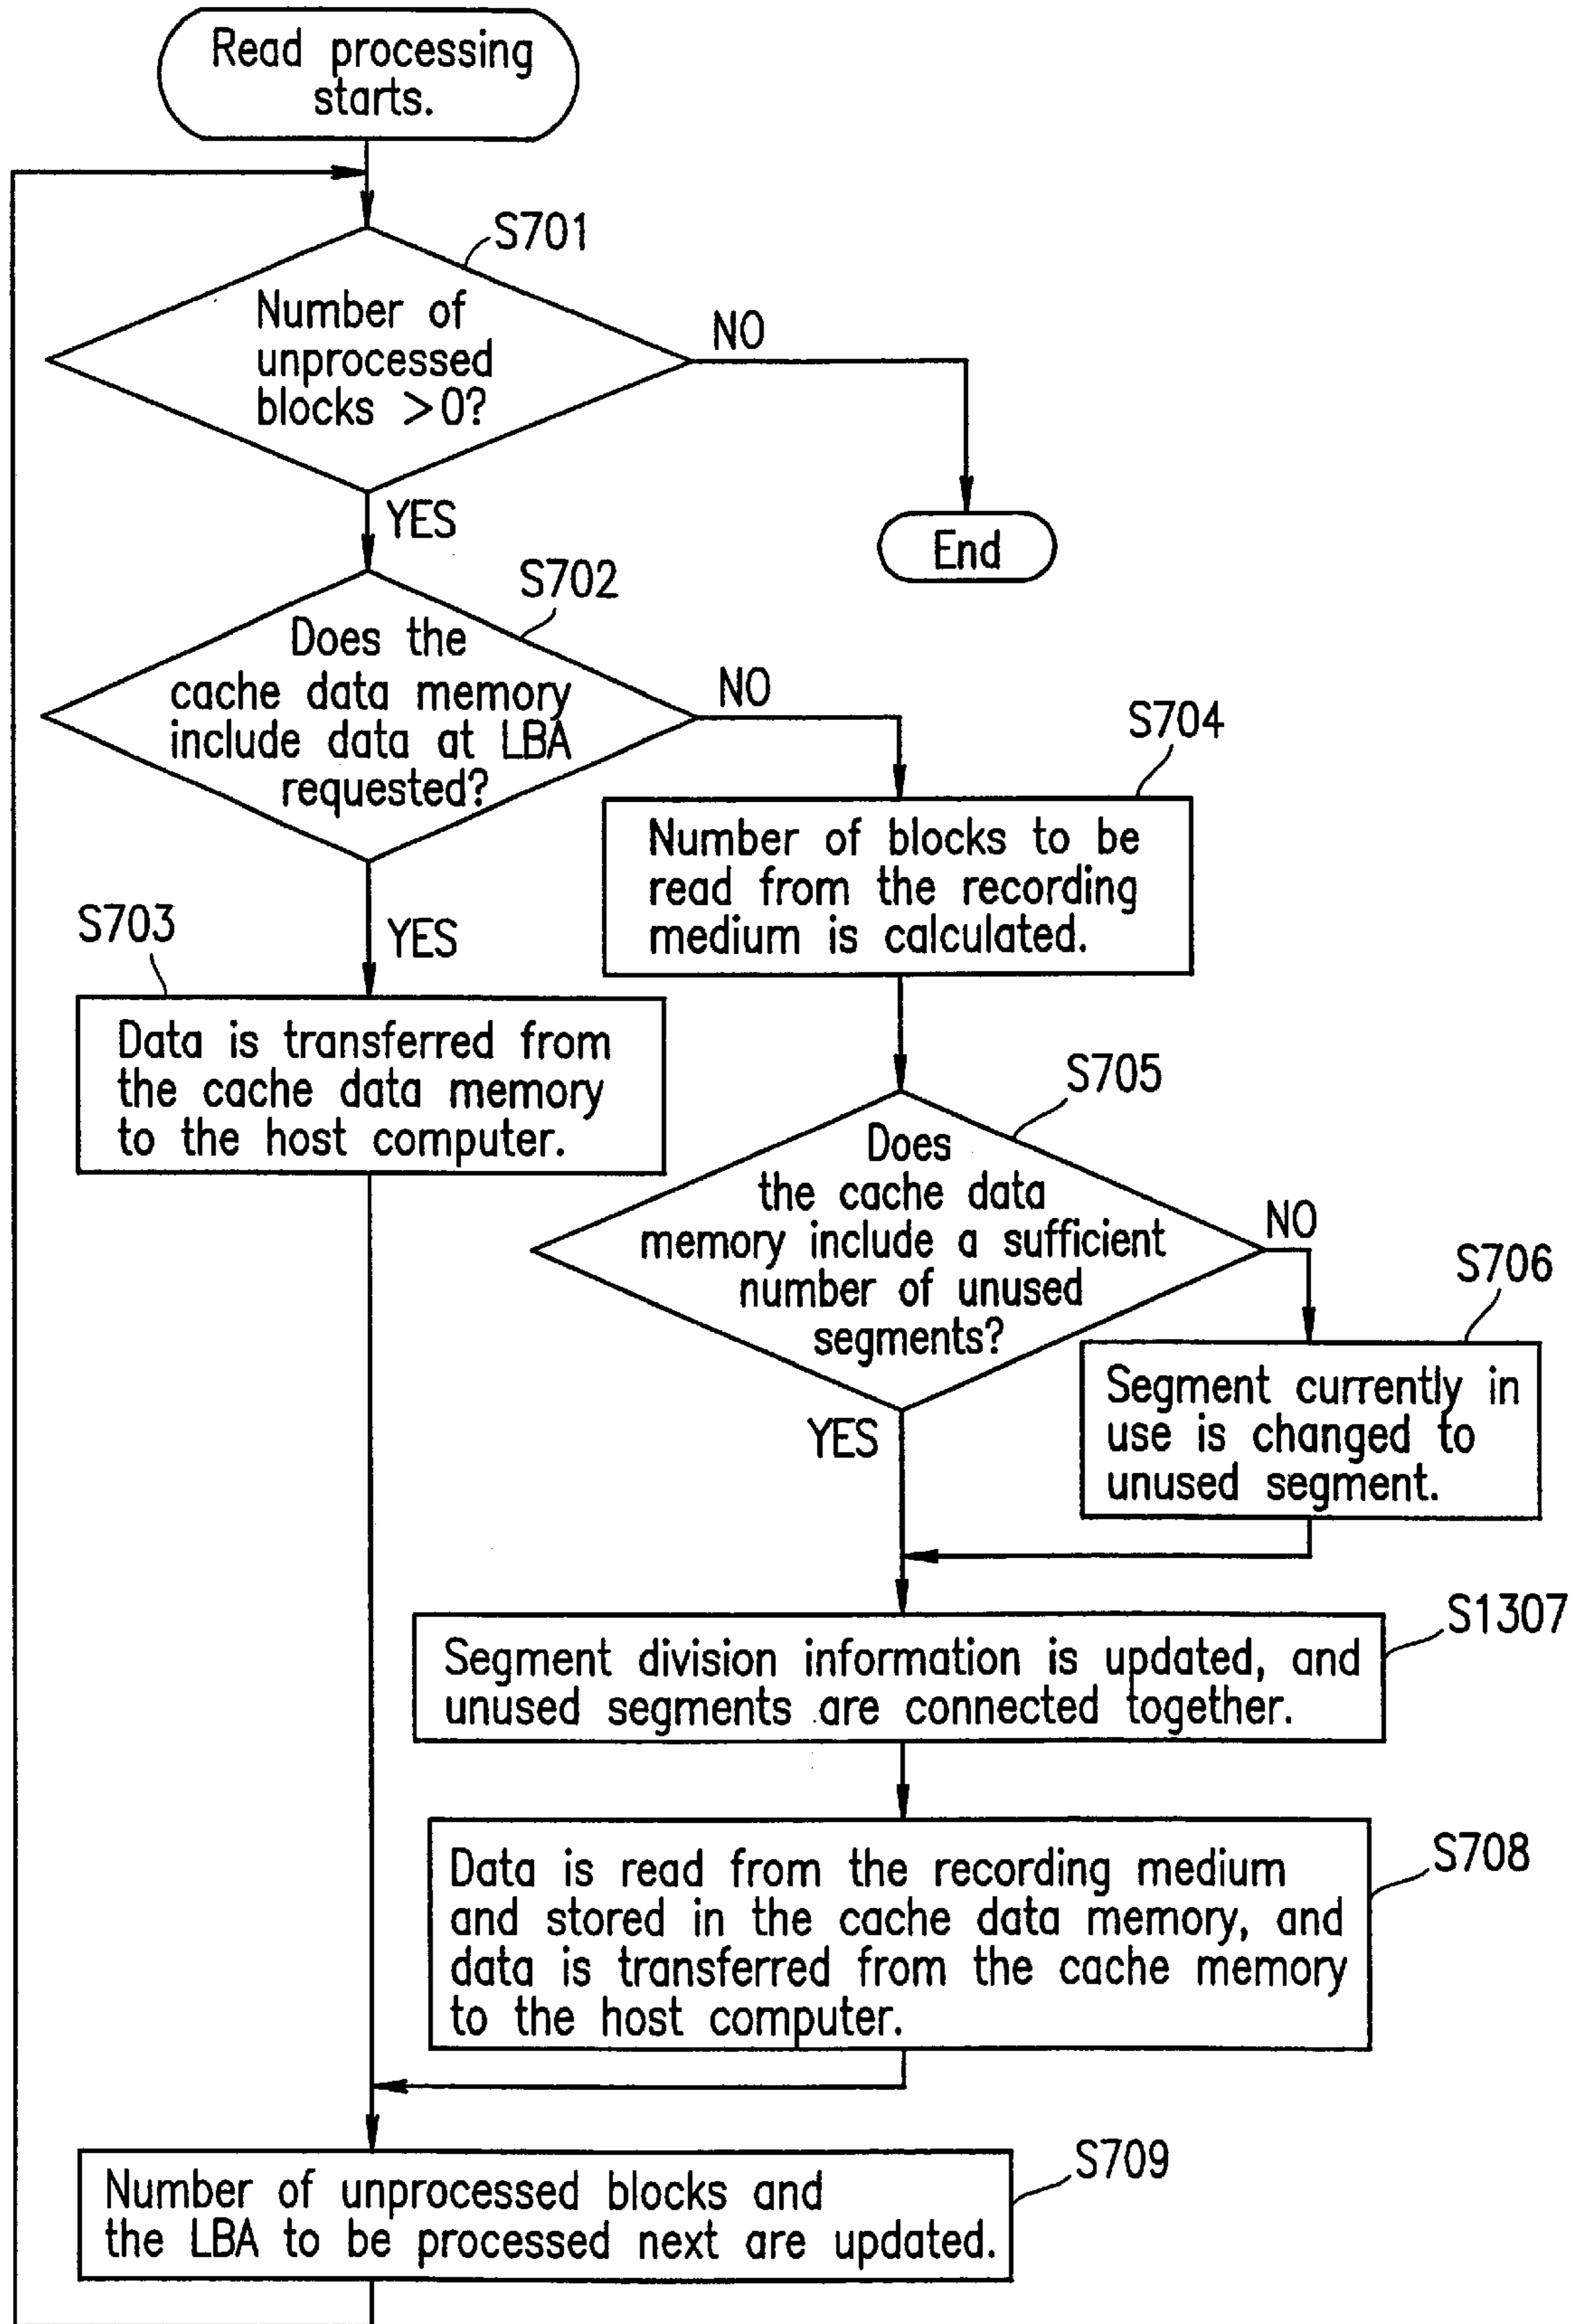 Read processing
starts.
S701
Number of
unprocessed
blocks >0?
NO
YES
End
S702
Does the
cache data memory
include data at LBA
requested?
NO
S704
Number of blocks to be
read from the recording
medium is calculated.
S703
YES
Data is transferred from
the cache data memory
to the host computer.
S705
Does
the cache data
memory include a sufficient
number of unused
segments?
NO
S706
YES
Segment currently in
use is changed to
unused segment.
S1307
Segment division information is updated, and
unused segments are connected together.
S708
Data is read from the recording medium
and stored in the cache data memory, and
data is transferred from the cache memory
to the host computer.
S709
Number of unprocessed blocks and
the LBA to be processed next are updated.